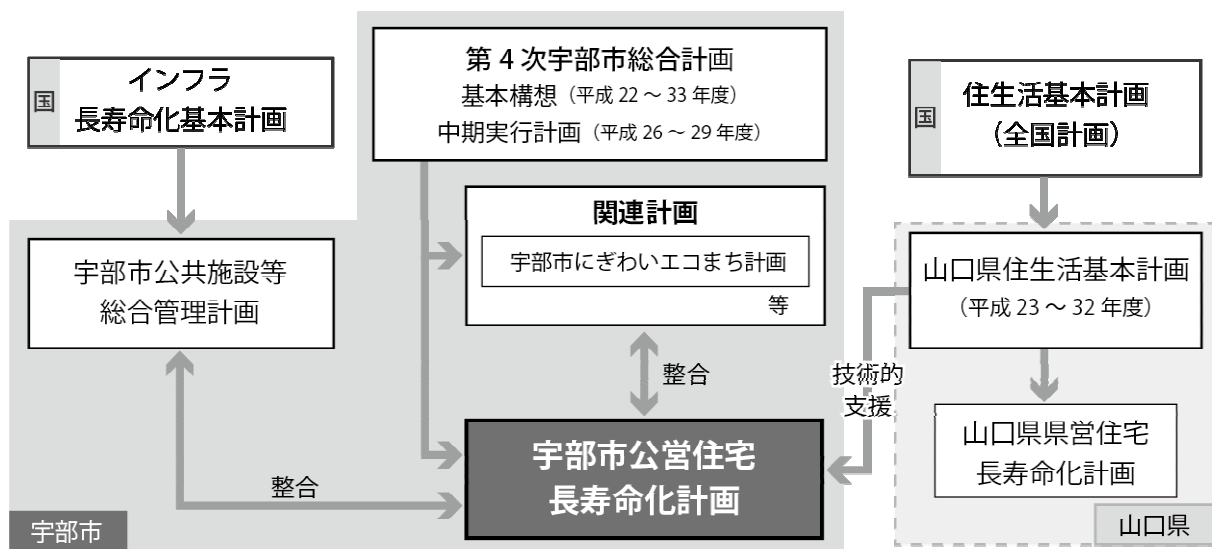 国
インフラ
長寿命化基本計画
第4次宇部市総合計画
基本構想（平成22～33年度）
中期実行計画（平成26～29年度）
国
住生活基本計画
（全国計画）
関連計画
宇部市にぎわいエコまち計画
等
宇部市公共施設等
総合管理計画
山口県住生活基本計画
（平成23～32年度）
整合
技術的
支援
宇部市公営住宅
長寿命化計画
山口県県営住宅
長寿命化計画
整合
宇部市
山口県